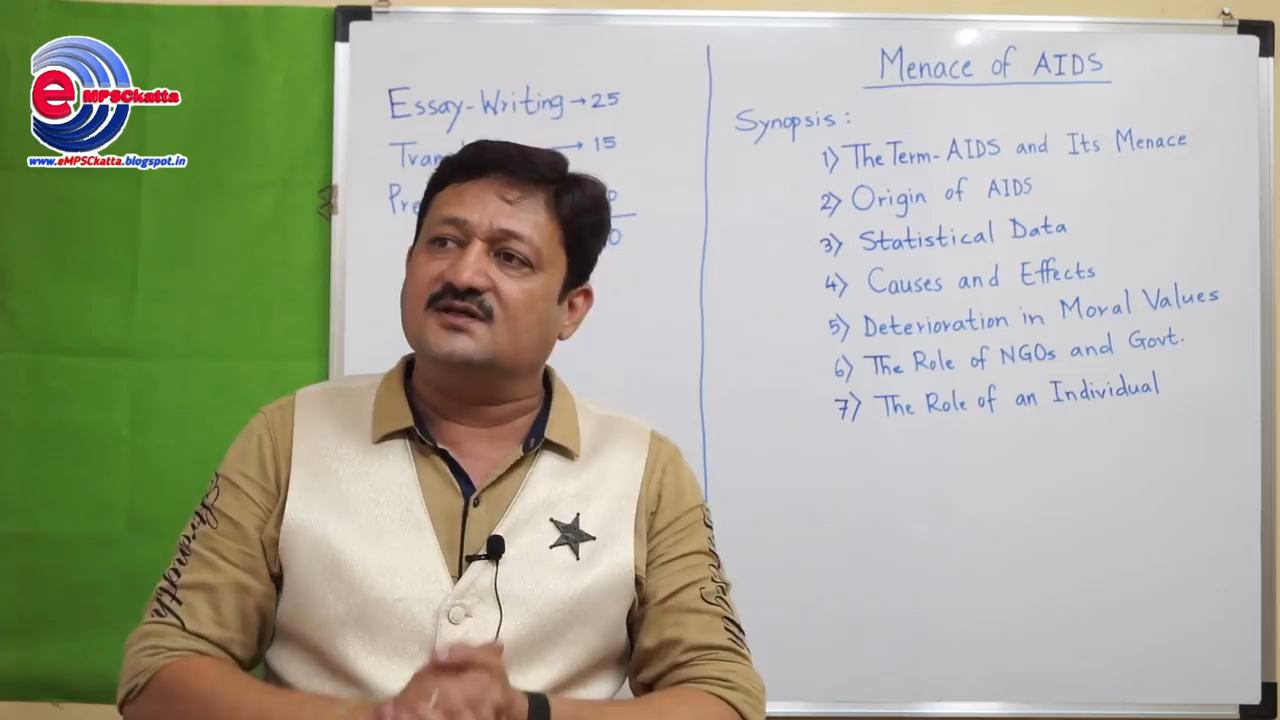 eMPSCkatta
www.eMPSCkatta.blogspot.in
Essay-Writing → 25
→ 15
Menace of AIDS
Synopsis :
1) The Term-AIDS and Its Menace
2) Origin of AIDS
3) Statistical Data
4) Causes and Effects
5) Deterioration in Moral Values
6) The Role of NGOs and Govt.
7) The Role of an Individual
Strength